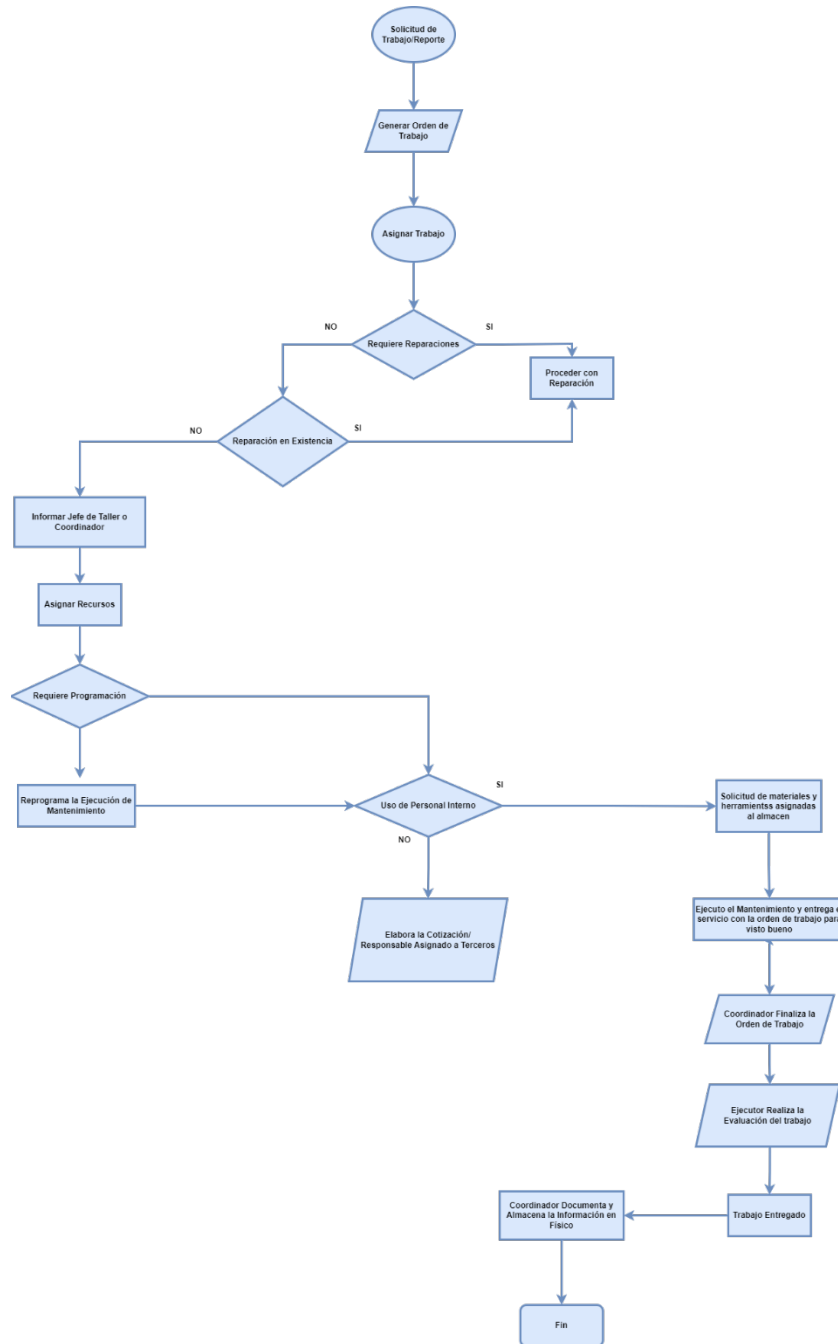 Solicitud de
Trabajo/Reporte
Generar Orden de
Trabajo
Asignar Trabajo
NO
SI
Requiere Reparaciones
Proceder con
Reparación
NO
Reparación en Existencia
SI
Informar Jefe de Taller o
Coordinador
Asignar Recursos
Requiere Programación
Reprograma la Ejecución de
Mantenimiento
Uso de Personal Interno
SI
NO
Solicitud de materiales y
herramientss asignadas
al almacen
Elabora la Cotización/
Responsable Asignado a Terceros
Ejecuto el Mantenimiento y entrega e
servicio con la orden de trabajo para
visto bueno
Coordinador Finaliza la
Orden de Trabajo
Ejecutor Realiza la
Evaluación del trabajo
Trabajo Entregado
Coordinador Documenta y
Almacena la Información en
Físico
Fin